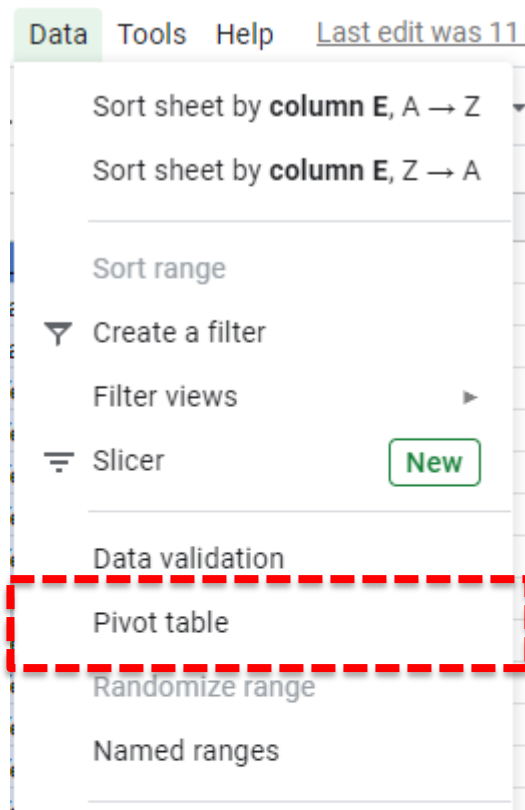 Data Tools Help Last edit was 11
Sort sheet by column E, A → Z
Sort sheet by column E, Z → A
Sort range
Create a filter
Filter views
Slicer New
Data validation
Pivot table
Randomize range
Named ranges